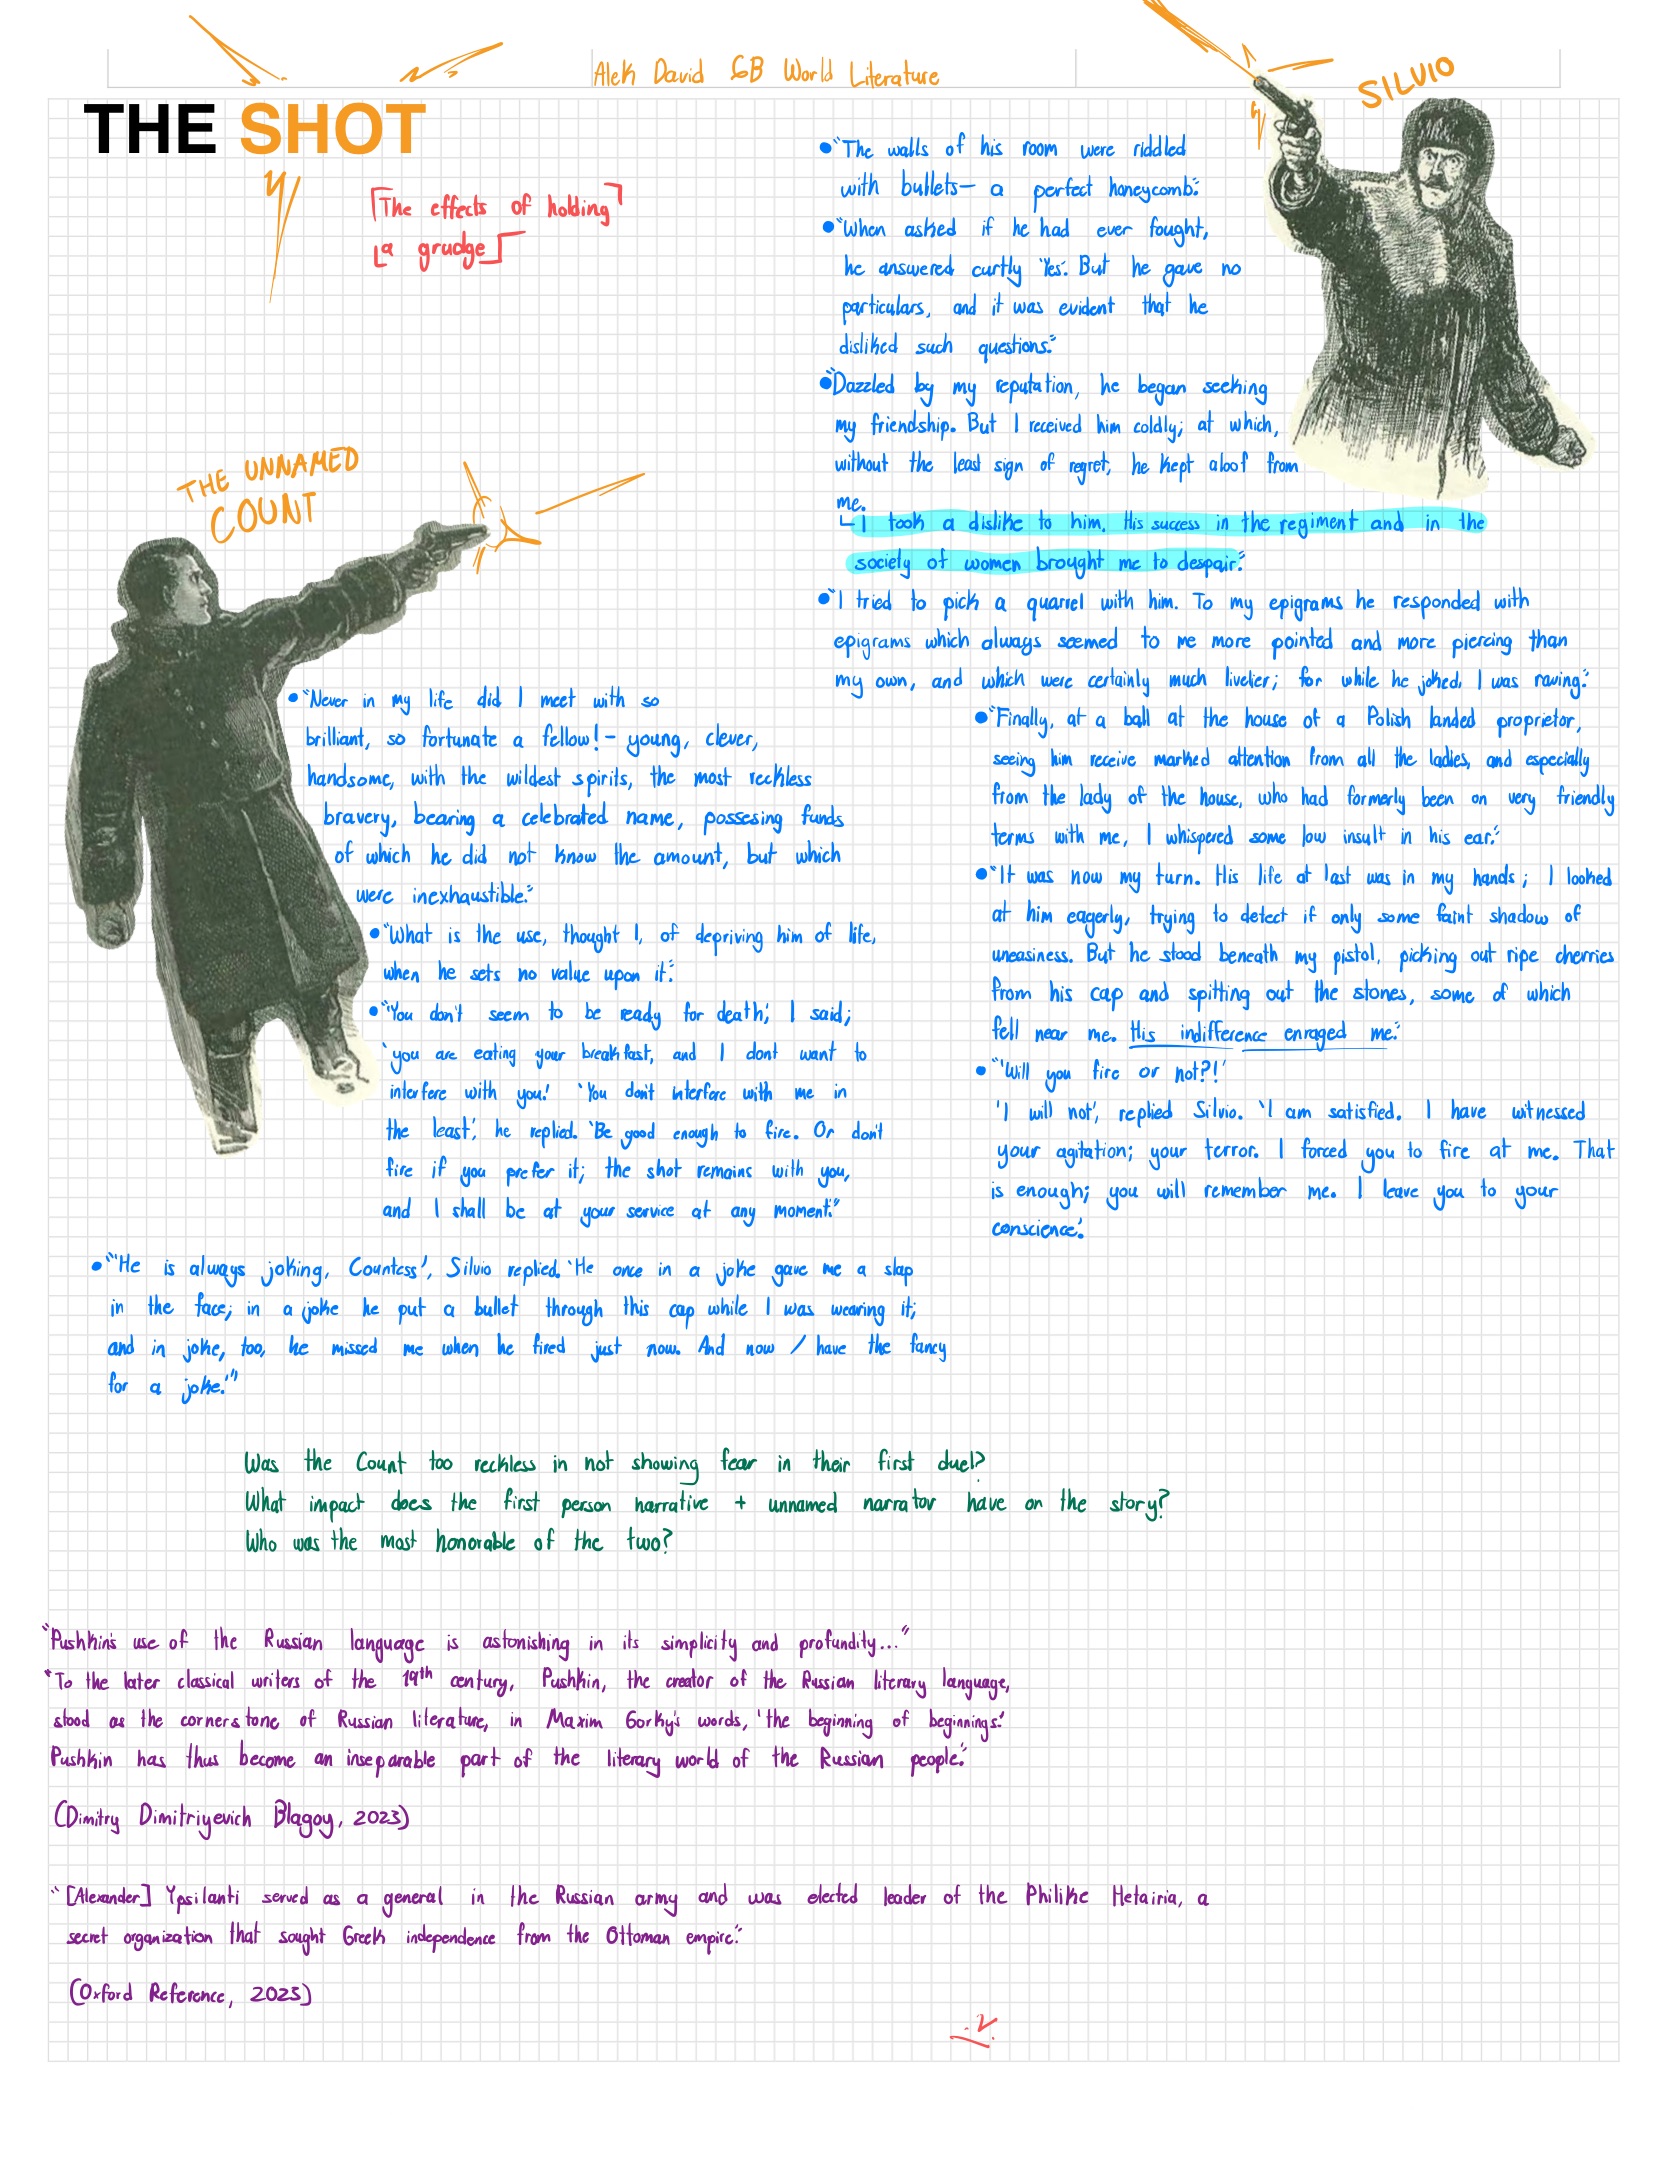 Alek David 6B World Literature
THE SHOT
[The effects of holding
a grudge]
SILVIO
• "The walls of his room were riddled
with bullets— a perfect honeycomb."
• "When asked if he had ever fought,
he answered curtly 'Yes'. But he gave no
particulars, and it was evident that he
disliked such questions."
• "Dazzled by my reputation, he began seeking
my friendship. But I received him coldly; at which,
without the least sign of regret, he kept aloof from
me.
I took a dislike to him. His success in the regiment and in the
society of women brought me to despair."
• "I tried to pick a quarrel with him. To my epigrams he responded with
epigrams which always seemed to me more pointed and more piercing than
my own, and which were certainly much livelier; for while he joked, I was raving."
• "Finally, at a ball at the house of a Polish landed proprietor,
seeing him receive marked attention from all the ladies, and especially
from the lady of the house, who had formerly been on very friendly
terms with me, I whispered some low insult in his ear."
• "It was now my turn. His life at last was in my hands; I looked
at him eagerly, trying to detect if only some faint shadow of
uneasiness. But he stood beneath my pistol, picking out ripe cherries
from his cap and spitting out the stones, some of which
fell near me. His indifference enraged me."
• "'Will you fire or not?!'
'I will not', replied Silvio. 'I am satisfied. I have witnessed
your agitation; your terror. I forced you to fire at me. That
is enough; you will remember me. I leave you to your
conscience'.
THE UNNAMED
COUNT
• "Never in my life did I meet with so
brilliant, so fortunate a fellow!– young, clever,
handsome, with the wildest spirits, the most reckless
bravery, bearing a celebrated name, possesing funds
of which he did not know the amount, but which
were inexhaustible."
• "What is the use, thought I, of depriving him of life,
when he sets no value upon it".
• "'You don't seem to be ready for death', I said;
'you are eating your breakfast, and I dont want to
interfere with you.' 'You don't interfere with me in
the least', he replied. 'Be good enough to fire. Or don't
fire if you prefer it; the shot remains with you,
and I shall be at your service at any moment'."
• "'He is always joking, Countess', Silvio replied. 'He once in a joke gave me a slap
in the face; in a joke he put a bullet through this cap while I was wearing it;
and in joke, too, he missed me when he fired just now. And now I have the fancy
for a joke.'"
Was the Count too reckless in not showing fear in their first duel?
What impact does the first person narrative + unnamed narrator have on the story?
Who was the most honorable of the two?
"Pushkin's use of the Russian language is astonishing in its simplicity and profundity..."
"To the later classical writers of the 19th century, Pushkin, the creator of the Russian literary language,
stood as the cornerstone of Russian literature, in Maxim Gorky's words, 'the beginning of beginnings.'
Pushkin has thus become an inseparable part of the literary world of the Russian people."
(Dimitry Dimitriyevich Blagoy, 2023)
"[Alexander] Ypsilanti served as a general in the Russian army and was elected leader of the Philike Hetairia, a
secret organization that sought Greek independence from the Ottoman empire."
(Oxford Reference, 2023)